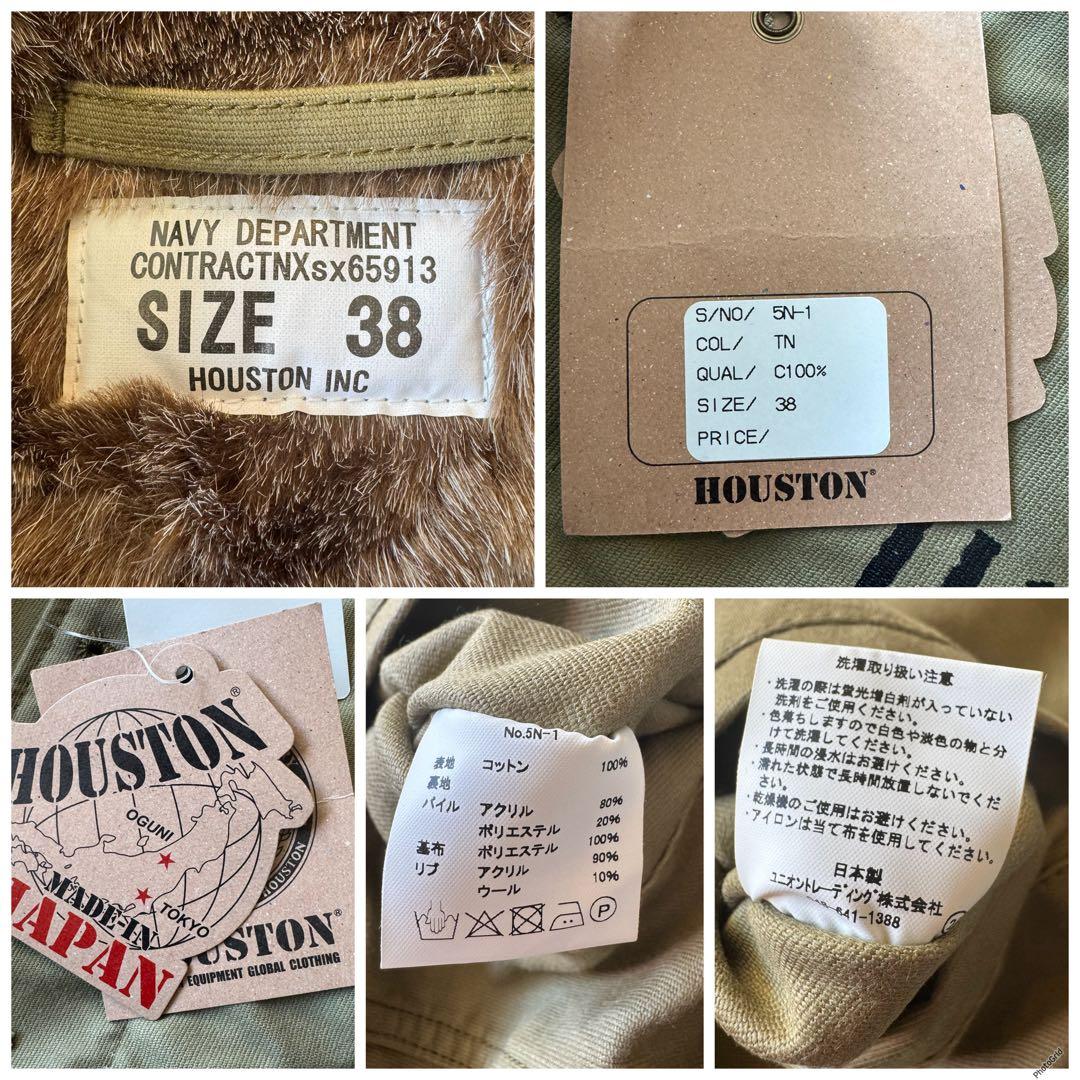 NAVY DEPARTMENT
CONTRACTNXsx65913
SIZE 38
HOUSTON INC
S/NO/ 5N-1
COL/ TN
QUAL/ C100%
SIZE/ 38
PRICE/
HOUSTON®
HOUSTON®
OGUNI
TOKYO
MADE-IN
JAPAN
HOUSTON
USTON®
EQUIPMENT GLOBAL CLOTHING
No.5N-1
表地 コットン 100%
裏地
パイル アクリル 80%
ポリエステル 20%
基布 ポリエステル 100%
リブ アクリル 90%
ウール 10%
P
洗濯取り扱い注意
・洗濯の際は蛍光増白剤が入っていない
洗剤をご使用ください。
・色落ちしますので白色や淡色の物と分
けて洗濯してください。
・長時間の浸水はお避けください。
・濡れた状態で長時間放置しないでくだ
さい。
・乾燥機のご使用はお避けください。
・アイロンは当て布を使用してください。
日本製
ユニオントレーディング株式会社
641-1388
PhotoGrid